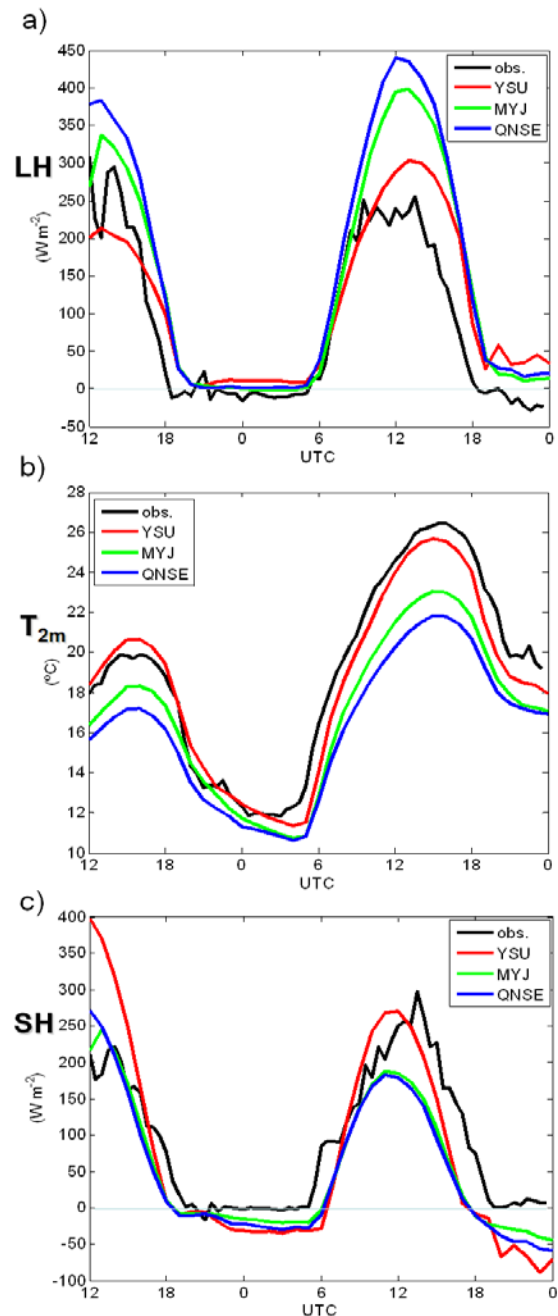 a)
LH
(W m-2)
450
400
350
300
250
200
150
100
50
0
-50
obs.
YSU
MYJ
QNSE
12 18 0 6 12 18 0
UTC
b)
T2m
(ºC)
28
26
24
22
20
18
16
14
12
10
obs.
YSU
MYJ
QNSE
12 18 0 6 12 18 0
UTC
c)
SH
(W m-2)
400
350
300
250
200
150
100
50
0
-50
-100
obs.
YSU
MYJ
QNSE
12 18 0 6 12 18 0
UTC